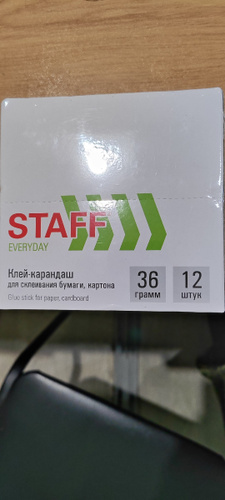 STAFF
EVERYDAY
Клей-карандаш
для склеивания бумаги, картона
Glue stick for paper, cardboard
36
грамм
12
штук